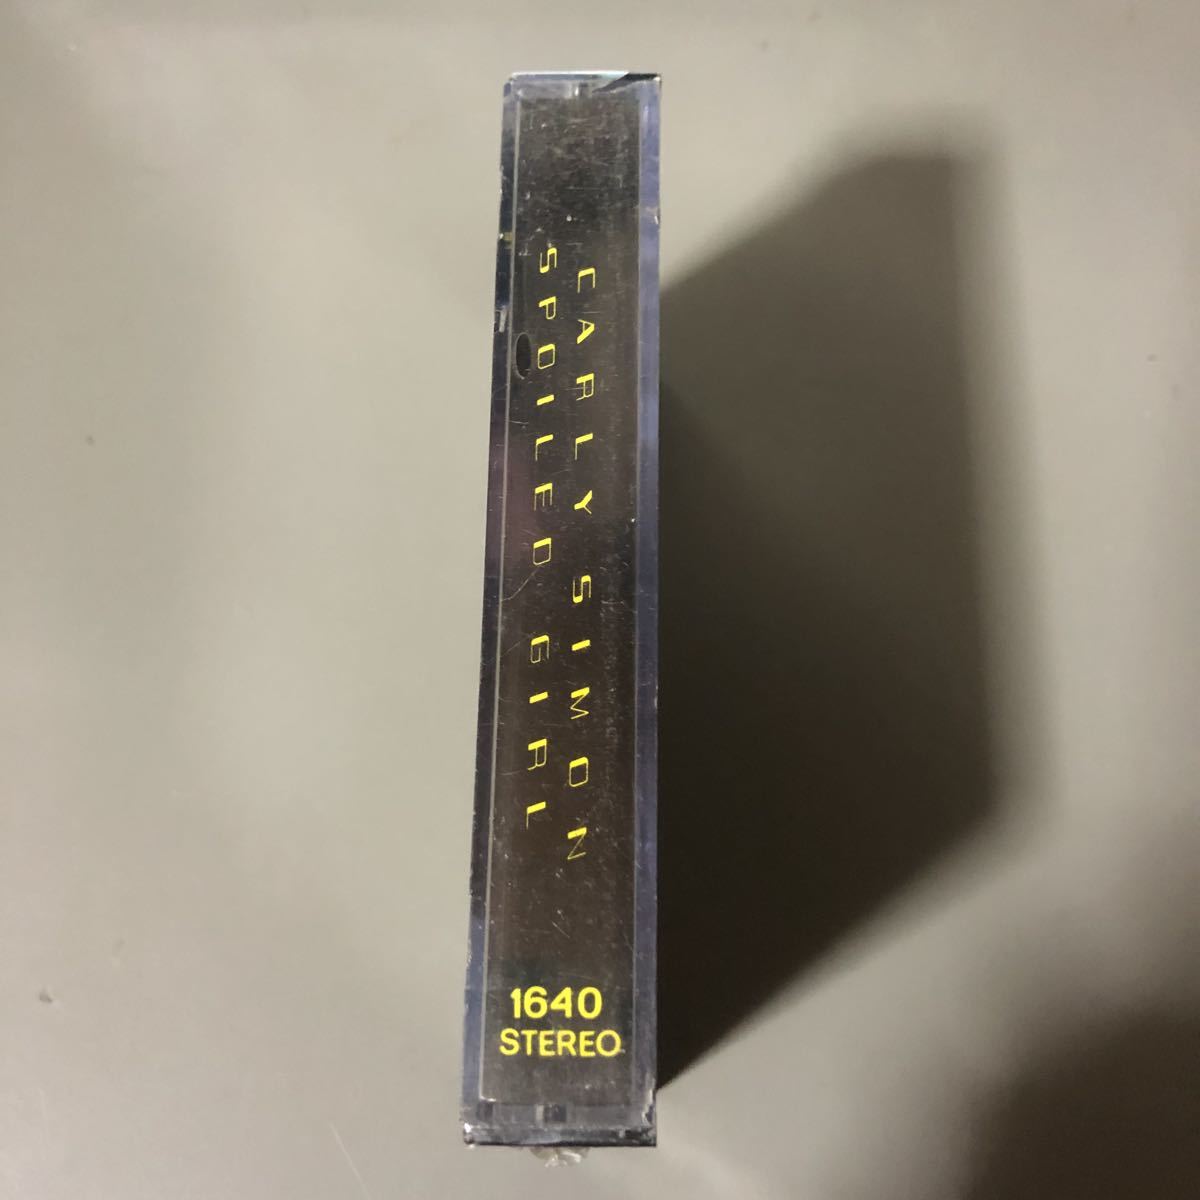 CARLY SIMON
SPOILED GIRL
1640
STEREO